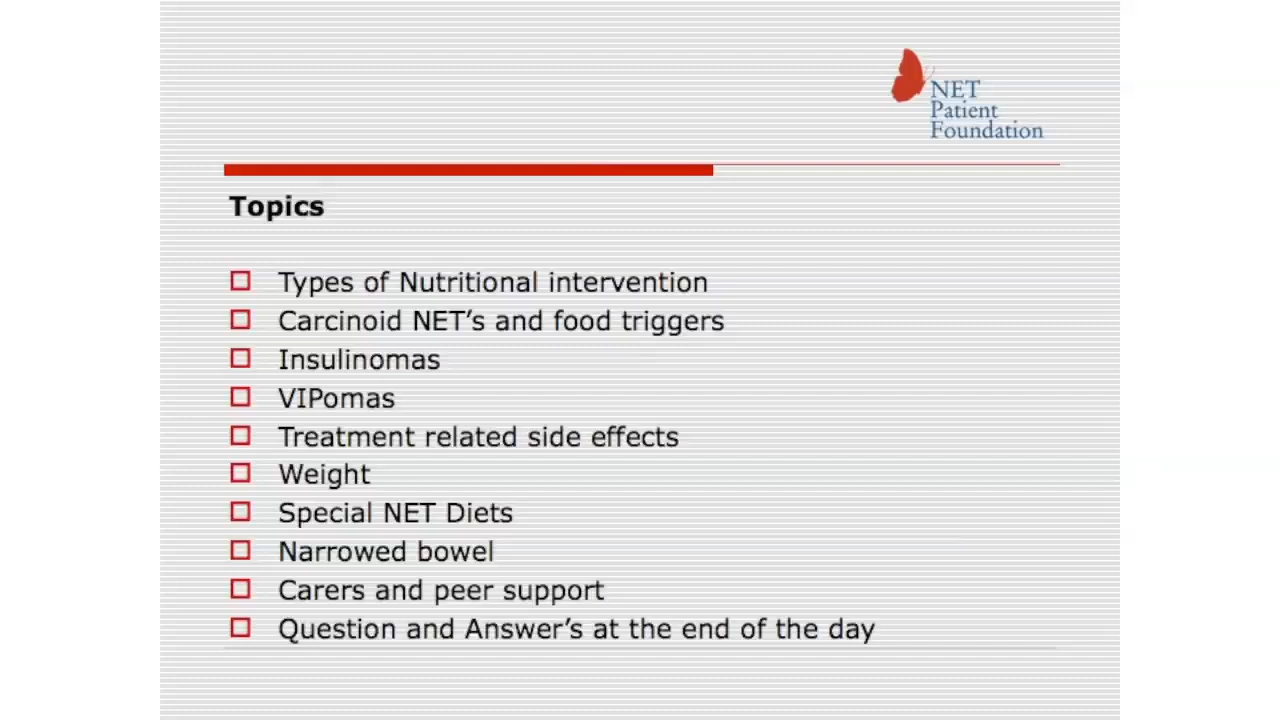 NET
Patient
Foundation
Topics
Types of Nutritional intervention
Carcinoid NET’s and food triggers
Insulinomas
VIPomas
Treatment related side effects
Weight
Special NET Diets
Narrowed bowel
Carers and peer support
Question and Answer’s at the end of the day